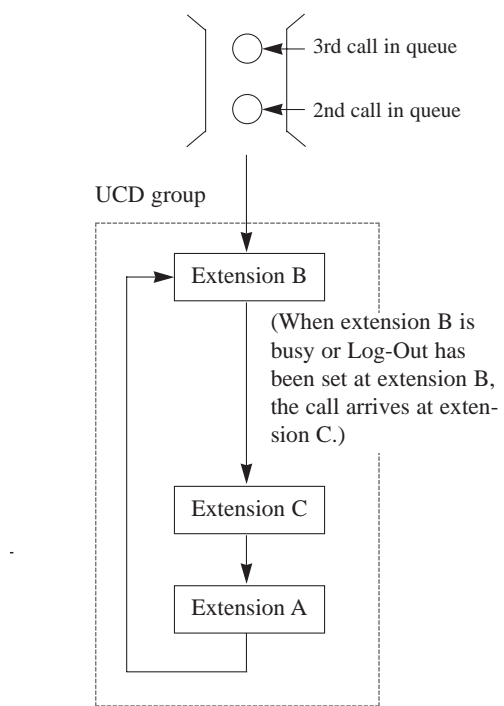 3rd call in queue
2nd call in queue
UCD group
Extension B
(When extension B is
busy or Log-Out has
been set at extension B,
the call arrives at exten-
sion C.)
Extension C
Extension A